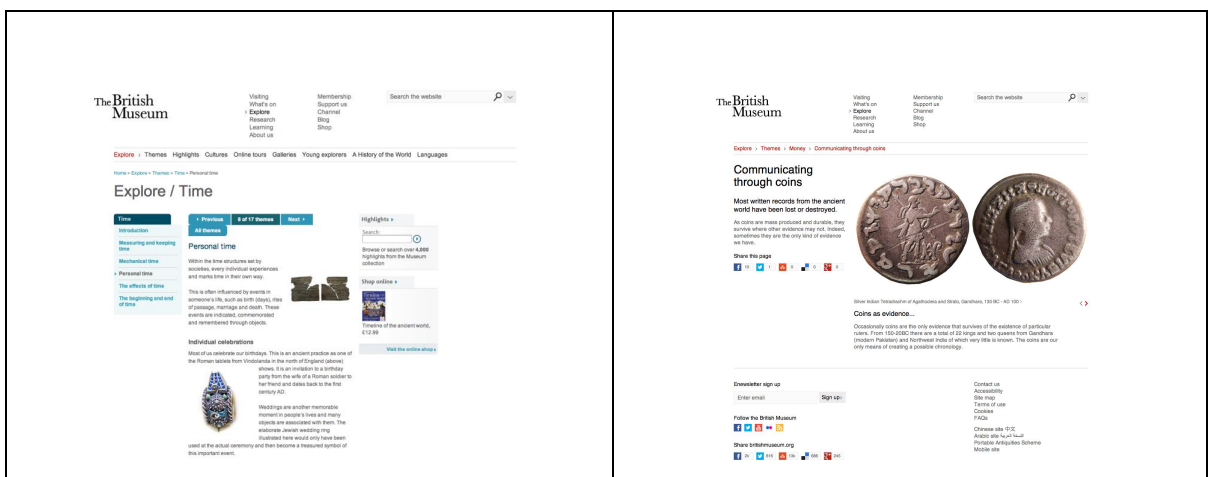 The British
Museum
Visiting
What's on
› Explore
Research
Learning
About us
Membership
Support us
Channel
Blog
Shop
Search the website
Explore › Themes Highlights Cultures Online tours Galleries Young explorers A History of the World Languages
Home > Explore > Themes > Time > Personal time
Explore / Time
Time
Introduction
Measuring and keeping
time
Mechanical time
› Personal time
The effects of time
The beginning and end
of time
‹ Previous
5 of 17 themes
Next ›
All themes
Personal time
Within the time structures set by
societies, every individual experiences
and marks time in their own way.
This is often influenced by events in
someone's life, such as birth (days), rites
of passage, marriage and death. These
events are indicated, commemorated
and remembered through objects.
Individual celebrations
Most of us celebrate our birthdays. This is an ancient practice as one of
the Roman tablets from Vindolanda in the north of England (above)
shows. It is an invitation to a birthday
party from the wife of a Roman soldier to
her friend and dates back to the first
century AD.
Weddings are another memorable
moment in people's lives and many
objects are associated with them. The
elaborate Jewish wedding ring
illustrated here would only have been
used at the actual ceremony and then become a treasured symbol of
this important event.
Highlights ›
Search:
Browse or search over 4,000
highlights from the Museum
collection
Shop online ›
Timeline of the ancient world,
£12.99
Visit the online shop ›
The British
Museum
Visiting
What's on
› Explore
Research
Learning
About us
Membership
Support us
Channel
Blog
Shop
Search the website
Explore › Themes › Money › Communicating through coins
Communicating
through coins
Most written records from the ancient
world have been lost or destroyed.
As coins are mass produced and durable, they
survive where other evidence may not. Indeed,
sometimes they are the only kind of evidence
we have.
Share this page
Silver Indian Tetradrachm of Agathocleia and Strato, Gandhara, 130 BC - AD 100 ›
Coins as evidence...
Occasionally coins are the only evidence that survives of the existence of particular
rulers. From 150-20BC there are a total of 22 kings and two queens from Gandhara
(modern Pakistan) and Northwest India of which very little is known. The coins are our
only means of creating a possible chronology.
Enewsletter sign up
Enter email
Sign up›
Follow the British Museum
Share britishmuseum.org
Contact us
Accessibility
Site map
Terms of use
Cookies
FAQs
Chinese site 中文
Arabic site
Portable Antiquities Scheme
Mobile site